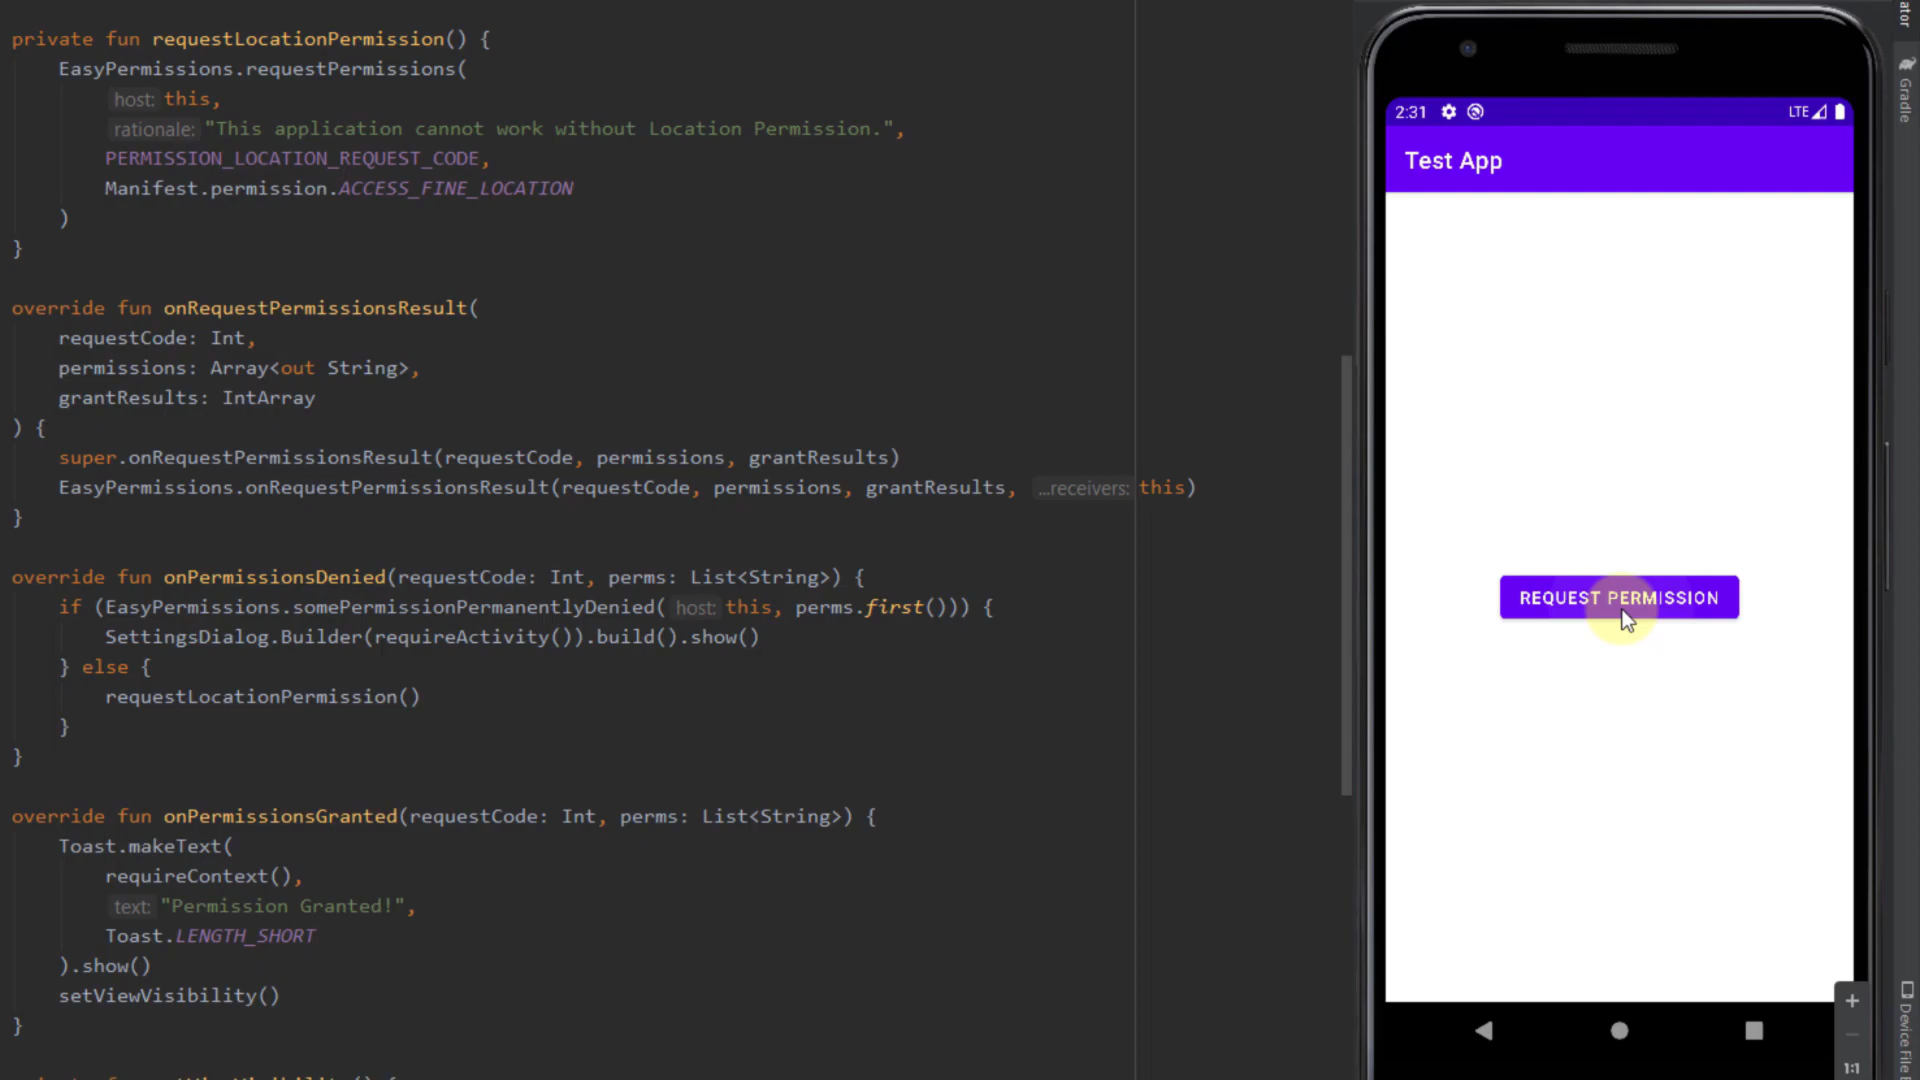 private fun requestLocationPermission() {
EasyPermissions.requestPermissions(
host: this,
rationale: "This application cannot work without Location Permission.",
PERMISSION_LOCATION_REQUEST_CODE,
Manifest.permission.ACCESS_FINE_LOCATION
)
}
override fun onRequestPermissionsResult(
requestCode: Int,
permissions: Array<out String>,
grantResults: IntArray
) {
super.onRequestPermissionsResult(requestCode, permissions, grantResults)
EasyPermissions.onRequestPermissionsResult(requestCode, permissions, grantResults, ...receivers: this)
}
override fun onPermissionsDenied(requestCode: Int, perms: List<String>) {
if (EasyPermissions.somePermissionPermanentlyDenied( host: this, perms.first())) {
SettingsDialog.Builder(requireActivity()).build().show()
} else {
requestLocationPermission()
}
}
override fun onPermissionsGranted(requestCode: Int, perms: List<String>) {
Toast.makeText(
requireContext(),
text: "Permission Granted!",
Toast.LENGTH_SHORT
).show()
setViewVisibility()
}
2:31
LTE
Test App
REQUEST PERMISSION
+
1:1
ator
Gradle
Device File